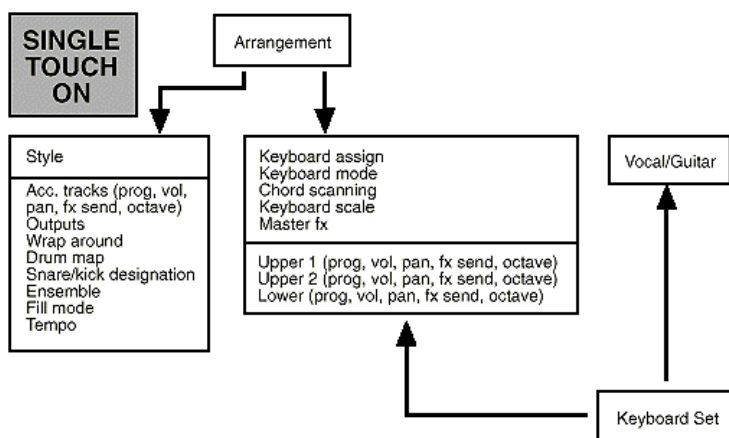 SINGLE
TOUCH
ON
Arrangement
Style
Acc. tracks (prog, vol,
pan, fx send, octave)
Outputs
Wrap around
Drum map
Snare/kick designation
Ensemble
Fill mode
Tempo
Keyboard assign
Keyboard mode
Chord scanning
Keyboard scale
Master fx
Upper 1 (prog, vol, pan, fx send, octave)
Upper 2 (prog, vol, pan, fx send, octave)
Lower (prog, vol, pan, fx send, octave)
Vocal/Guitar
Keyboard Set